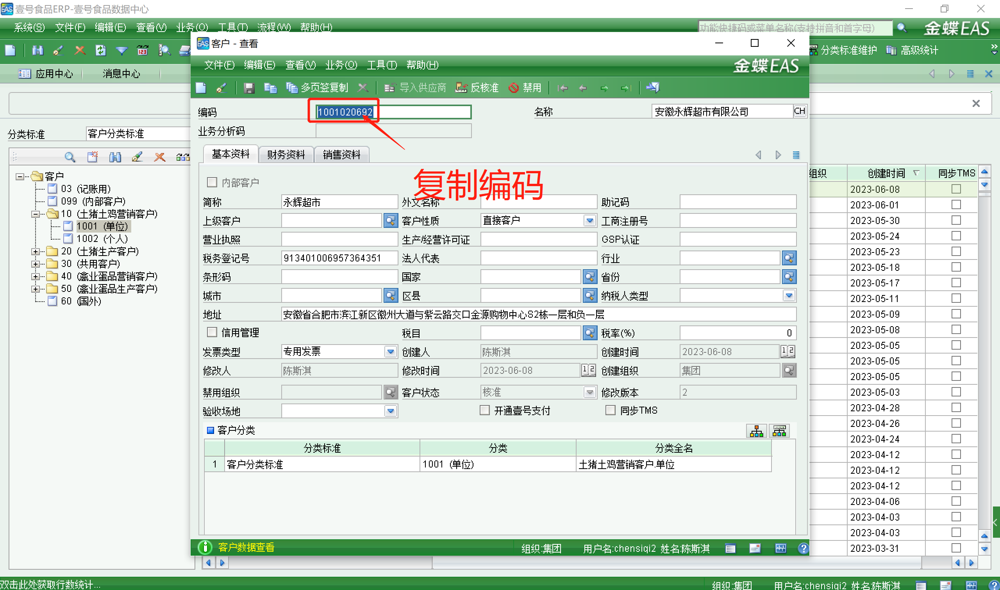 壹号食品ERP-壹号食品数据中心
系统(S) 文件(F) 编辑(E) 查看(V) 业务(O) 工具(T) 流程(W) 帮助(H)
功能快捷码或菜单名称(支持拼音和首字母)
金蝶EAS
分类标准维护 高级统计
应用中心 消息中心
分类标准 客户分类标准
客户
03 (记账用)
099 (内部客户)
10 (土猪土鸡营销客户)
1001 (单位)
1002 (个人)
20 (土猪生产客户)
30 (共用客户)
40 (禽业蛋品营销客户)
50 (禽业蛋品生产客户)
60 (国外)
客户 - 查看
文件(F) 编辑(E) 查看(V) 业务(O) 工具(T) 帮助(H)
金蝶EAS
多页签复制 导入供应商 反核准 禁用
编码 1001020692 名称 安徽永辉超市有限公司 CH
业务分析码
基本资料 财务资料 销售资料
复制编码
内部客户
简称 永辉超市 外文名称 助记码
上级客户 客户性质 直接客户 工商注册号
营业执照 生产/经营许可证 GSP认证
税务登记号 913401006957364351 法人代表 行业
条形码 国家 省份
城市 区县 纳税人类型
地址 安徽省合肥市滨江新区徽州大道与紫云路交口金源购物中心S2栋一层和负一层
信用管理 税目 税率(%) 0
发票类型 专用发票 创建人 陈斯淇 创建时间 2023-06-08
修改人 陈斯淇 修改时间 2023-06-08 创建组织 集团
禁用组织 客户状态 核准 修改版本 2
验收场地 开通壹号支付 同步TMS
客户分类
分类标准 分类 分类全名
1 客户分类标准 1001 (单位) 土猪土鸡营销客户.单位
客户数据查看 组织:集团 用户名:chensiqi2 姓名:陈斯淇
组织 创建时间 同步TMS
2023-06-08
2023-06-01
2023-05-30
2023-05-24
2023-05-23
2023-05-18
2023-05-17
2023-05-11
2023-05-09
2023-05-08
2023-05-05
2023-05-05
2023-05-05
2023-05-03
2023-04-28
2023-04-26
2023-04-24
2023-04-12
2023-04-12
2023-04-12
2023-04-06
2023-04-03
2023-04-03
2023-03-31
双击此处获取行数统计... 组织:集团 用户名:chensiqi2 姓名:陈斯淇